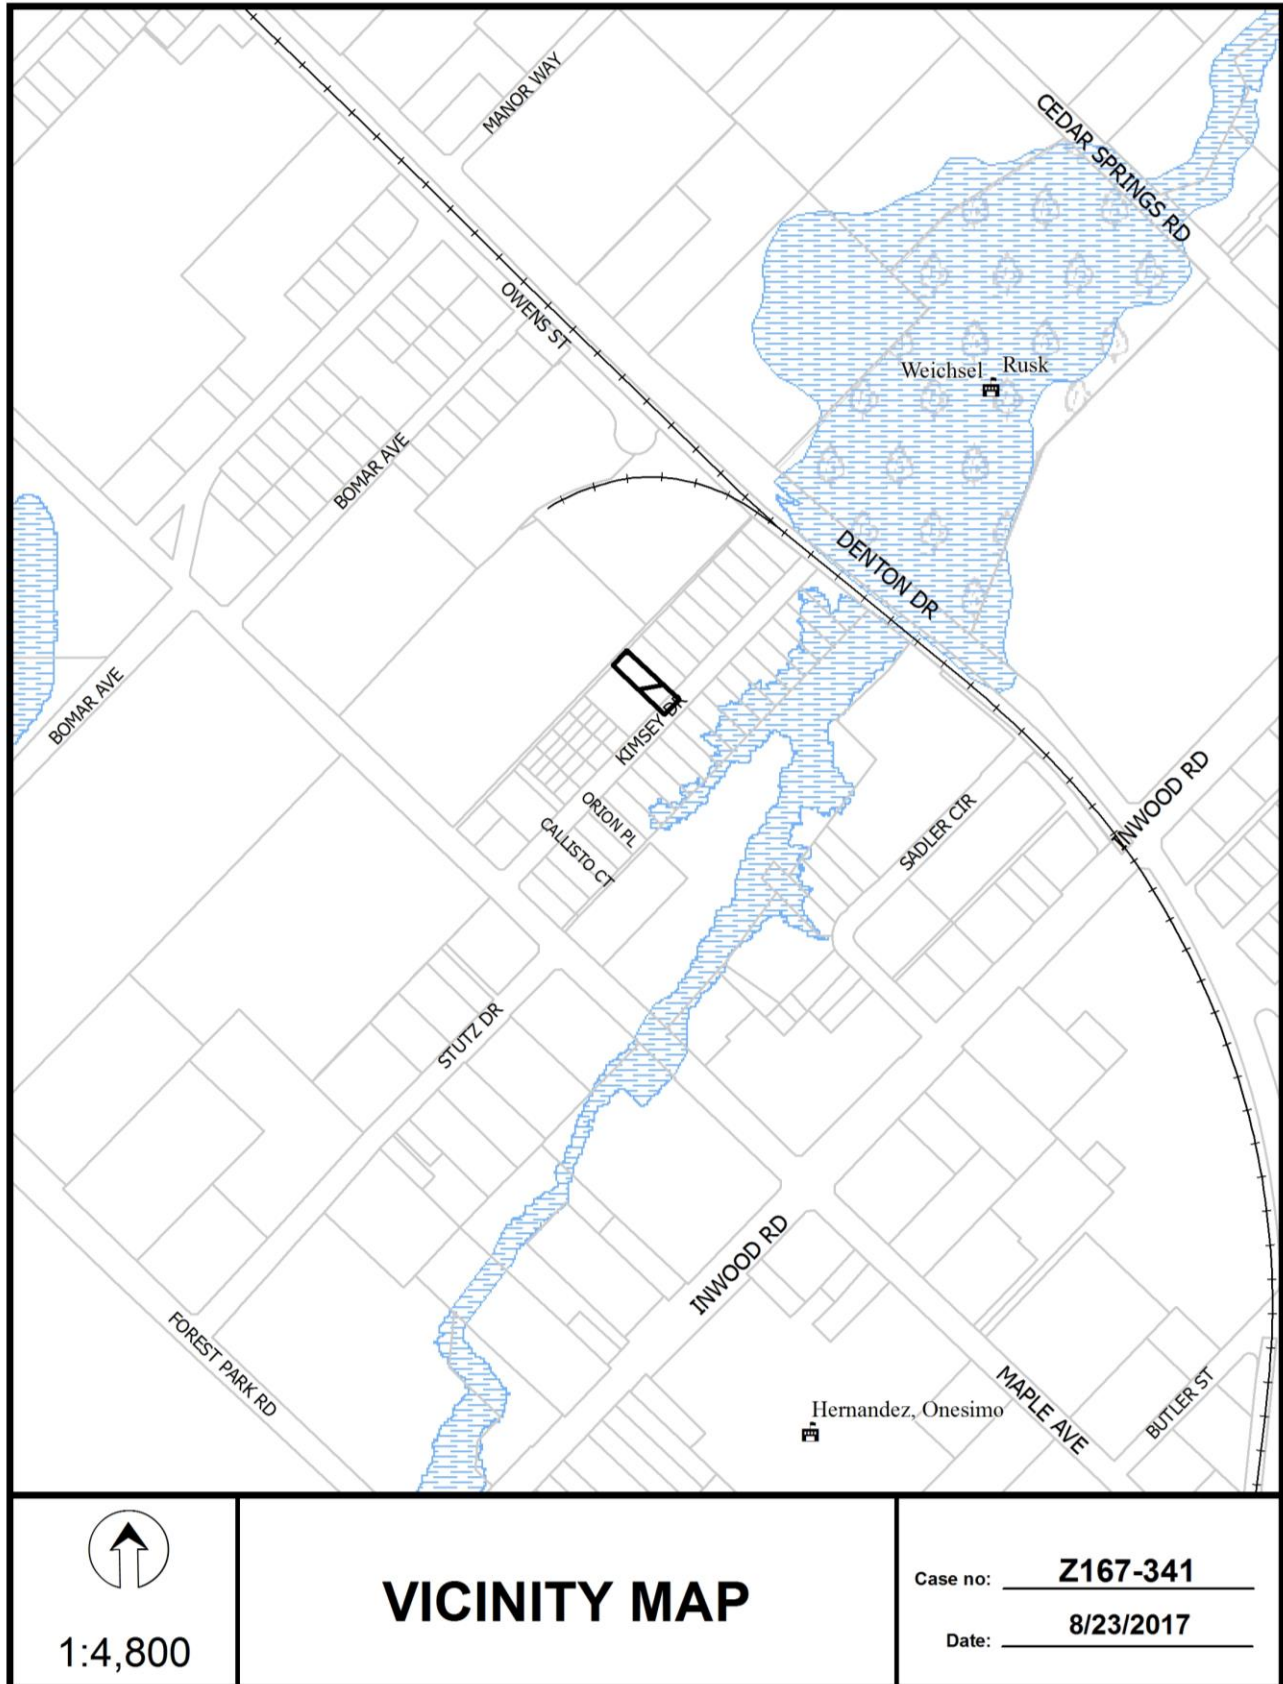 MANOR WAY
CEDAR SPRINGS RD
OWENS ST
Weichsel Rusk
BOMAR AVE
DENTON DR
BOMAR AVE
KIMSEY DR
INWOOD RD
ORION PL
SADLER CIR
CALLISTO CT
STUTZ DR
INWOOD RD
FOREST PARK RD
MAPLE AVE
BUTLER ST
Hernandez, Onesimo
1:4,800
VICINITY MAP
Case no: Z167-341
Date: 8/23/2017